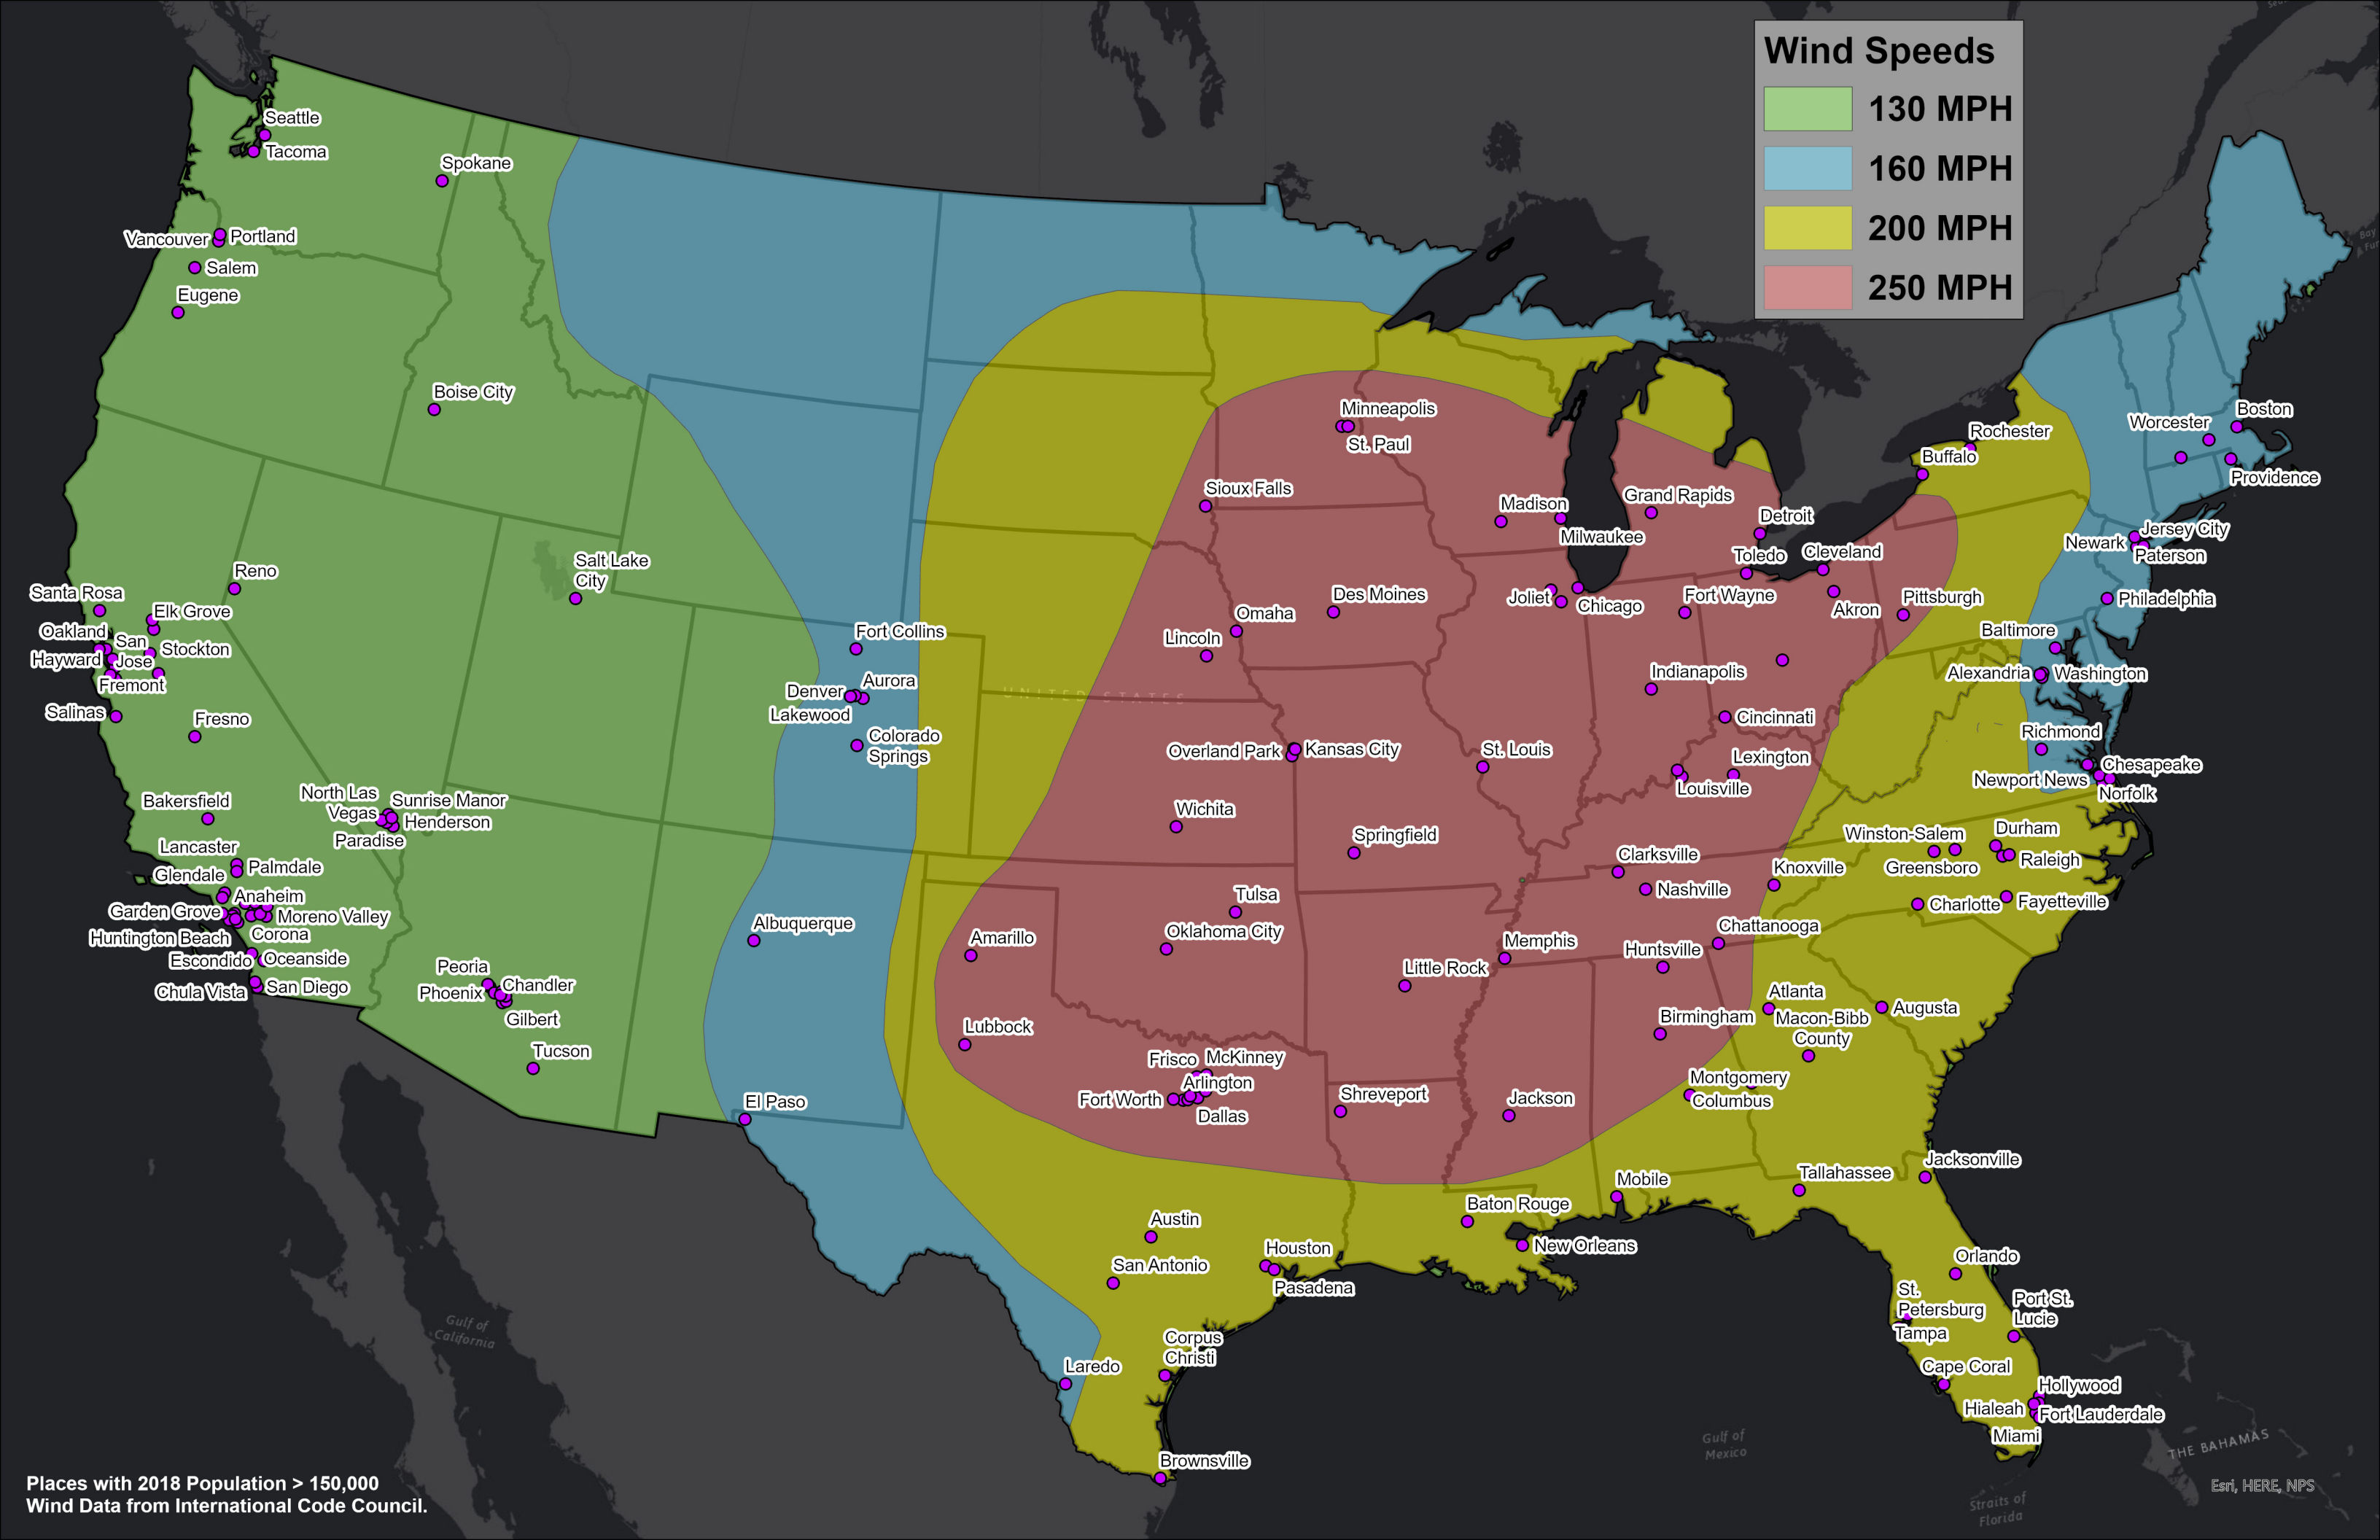 Wind Speeds
130 MPH
160 MPH
200 MPH
250 MPH
Seattle
Tacoma
Spokane
Vancouver
Portland
Salem
Eugene
Boise City
Minneapolis
St. Paul
Sioux Falls
Madison
Milwaukee
Grand Rapids
Detroit
Toledo
Cleveland
Rochester
Buffalo
Worcester
Boston
Providence
Jersey City
Newark
Paterson
Reno
Salt Lake
City
Santa Rosa
Elk Grove
Oakland
San
Jose
Stockton
Hayward
Fremont
Salinas
Fresno
Fort Collins
Aurora
Denver
Lakewood
Colorado
Springs
UNITED STATES
Omaha
Lincoln
Des Moines
Joliet
Chicago
Fort Wayne
Akron
Pittsburgh
Philadelphia
Baltimore
Alexandria
Washington
Indianapolis
Cincinnati
Richmond
Overland Park
Kansas City
St. Louis
Lexington
Louisville
Newport News
Chesapeake
Norfolk
Bakersfield
North Las
Vegas
Sunrise Manor
Henderson
Paradise
Lancaster
Palmdale
Glendale
Anaheim
Garden Grove
Moreno Valley
Huntington Beach
Corona
Escondido
Oceanside
Chula Vista
San Diego
Wichita
Springfield
Clarksville
Nashville
Knoxville
Winston-Salem
Durham
Greensboro
Raleigh
Charlotte
Fayetteville
Albuquerque
Amarillo
Tulsa
Oklahoma City
Little Rock
Memphis
Huntsville
Chattanooga
Peoria
Phoenix
Chandler
Gilbert
Tucson
Lubbock
Birmingham
Atlanta
Macon-Bibb
County
Augusta
El Paso
Frisco
McKinney
Arlington
Fort Worth
Dallas
Shreveport
Jackson
Montgomery
Columbus
Austin
San Antonio
Houston
Pasadena
Baton Rouge
New Orleans
Mobile
Tallahassee
Jacksonville
Orlando
St.
Petersburg
Tampa
Port St.
Lucie
Cape Coral
Hollywood
Hialeah
Fort Lauderdale
Miami
Corpus
Christi
Laredo
Brownsville
Gulf of
California
Gulf of
Mexico
THE BAHAMAS
Straits of
Florida
Places with 2018 Population > 150,000
Wind Data from International Code Council.
Esri, HERE, NPS